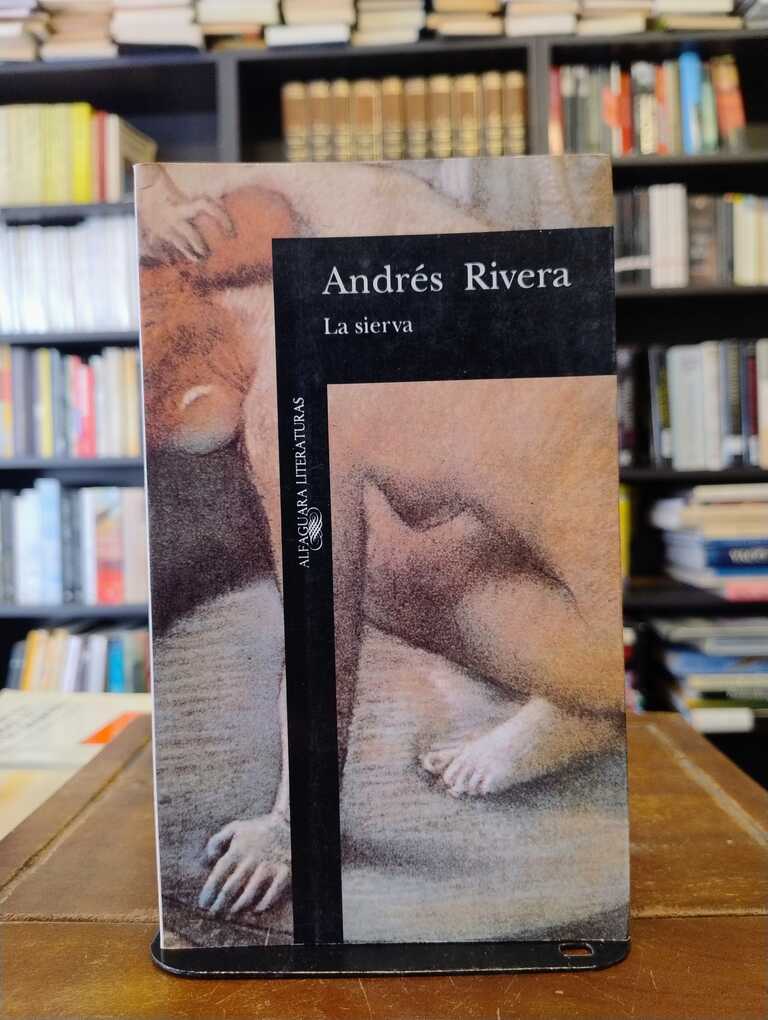 Andrés Rivera
La sierva
ALFAGUARA LITERATURAS